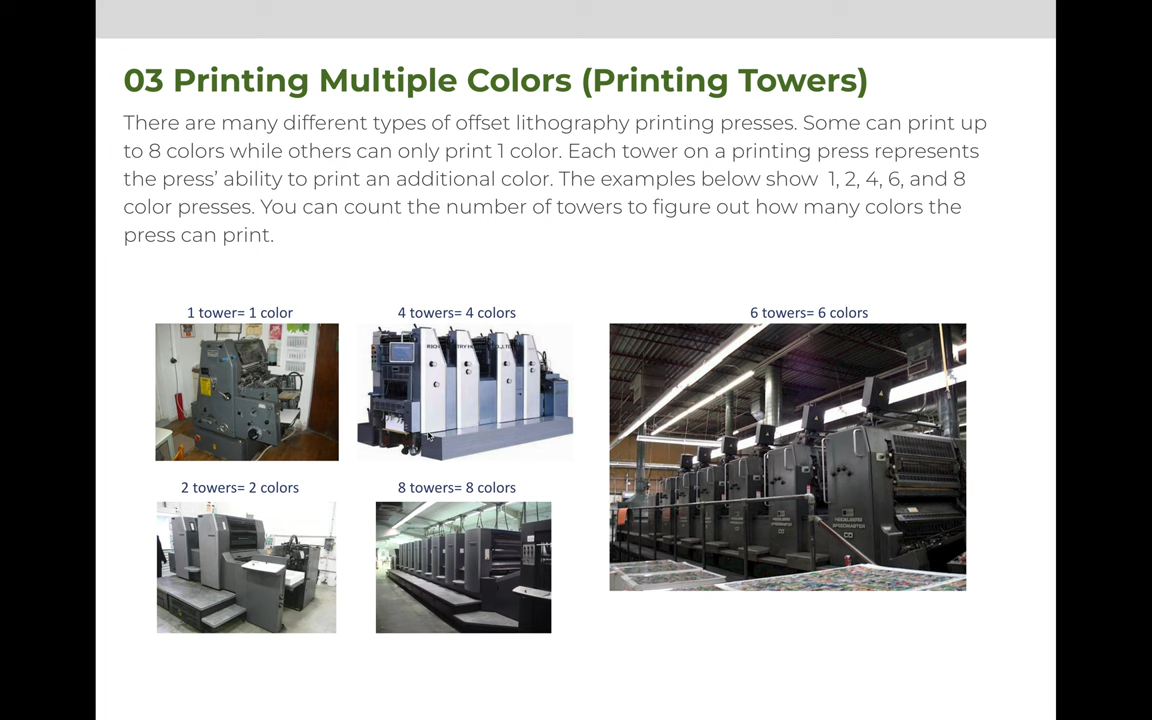 03 Printing Multiple Colors (Printing Towers)
There are many different types of offset lithography printing presses. Some can print up
to 8 colors while others can only print 1 color. Each tower on a printing press represents
the press’ ability to print an additional color. The examples below show  1, 2, 4, 6, and 8
color presses. You can count the number of towers to figure out how many colors the
press can print.
1 tower= 1 color
4 towers= 4 colors
6 towers= 6 colors
2 towers= 2 colors
8 towers= 8 colors
HEIDELBERG
SPEEDMASTER
CD